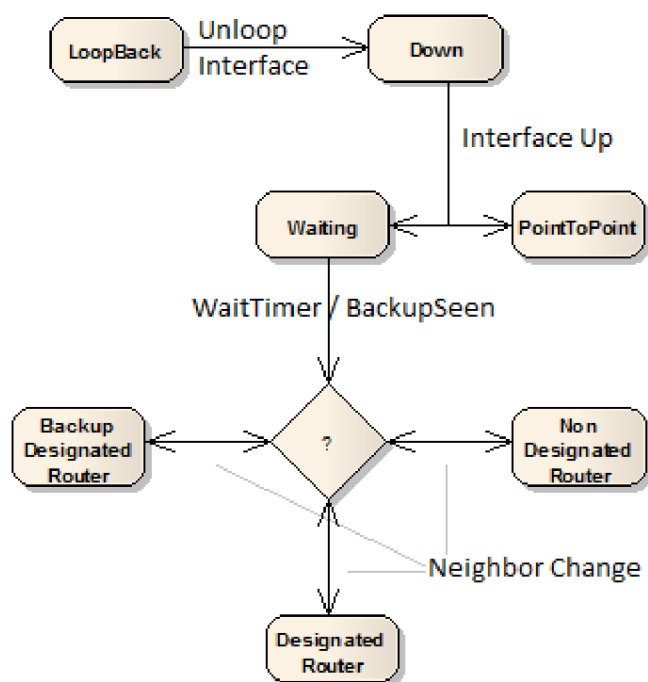 LoopBack
Unloop
Interface
Down
Interface Up
Waiting
PointToPoint
WaitTimer / BackupSeen
Backup
Designated
Router
?
Non
Designated
Router
Neighbor Change
Designated
Router